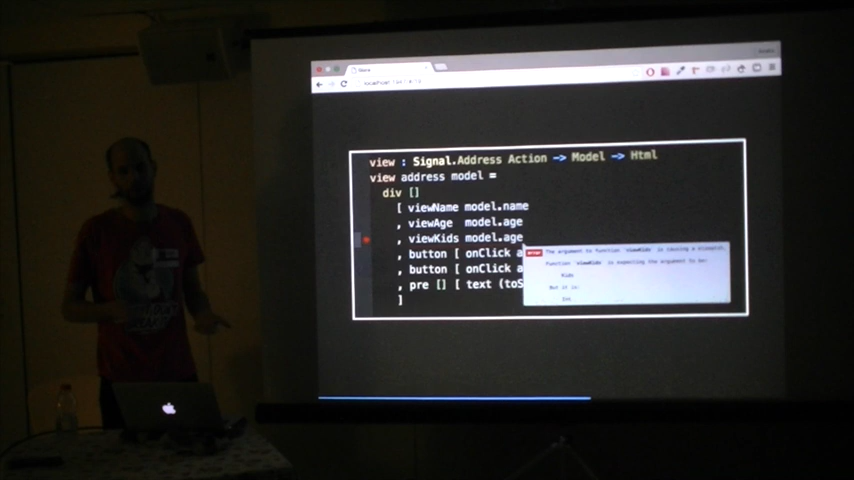 view : Signal.Address Action -> Model -> Html
view address model =
div []
[ viewName model.name
, viewAge model.age
, viewKids model.age
, button [ onClick a
, button [ onClick a
, pre [] [ text (toS
]
Error The argument to function `viewKids` is causing a mismatch.
Function `viewKids` is expecting the argument to be:
Kids
But it is:
Int